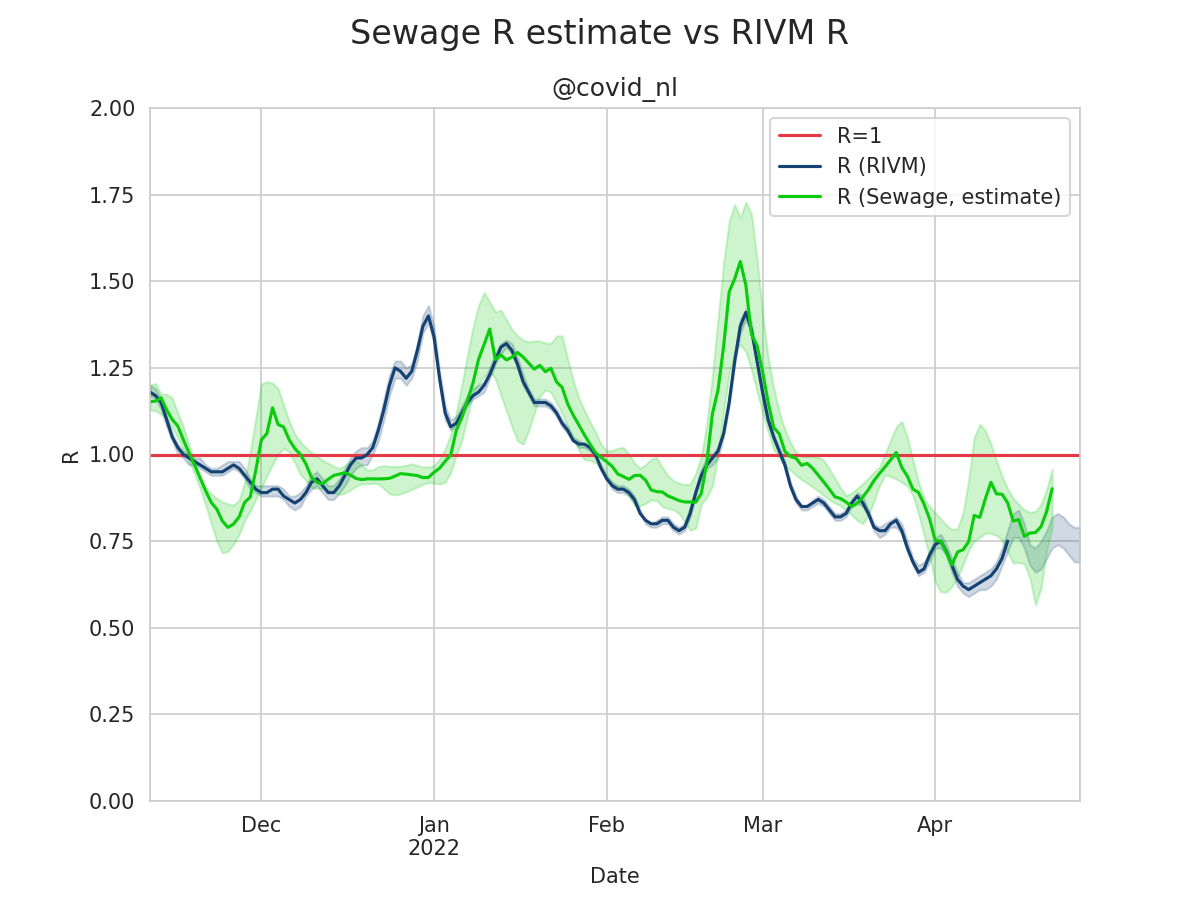 Sewage R estimate vs RIVM R
@covid_nl
2.00
1.75
1.50
1.25
1.00
0.75
0.50
0.25
0.00
R
R=1
R (RIVM)
R (Sewage, estimate)
Dec
Jan
2022
Feb
Mar
Apr
Date